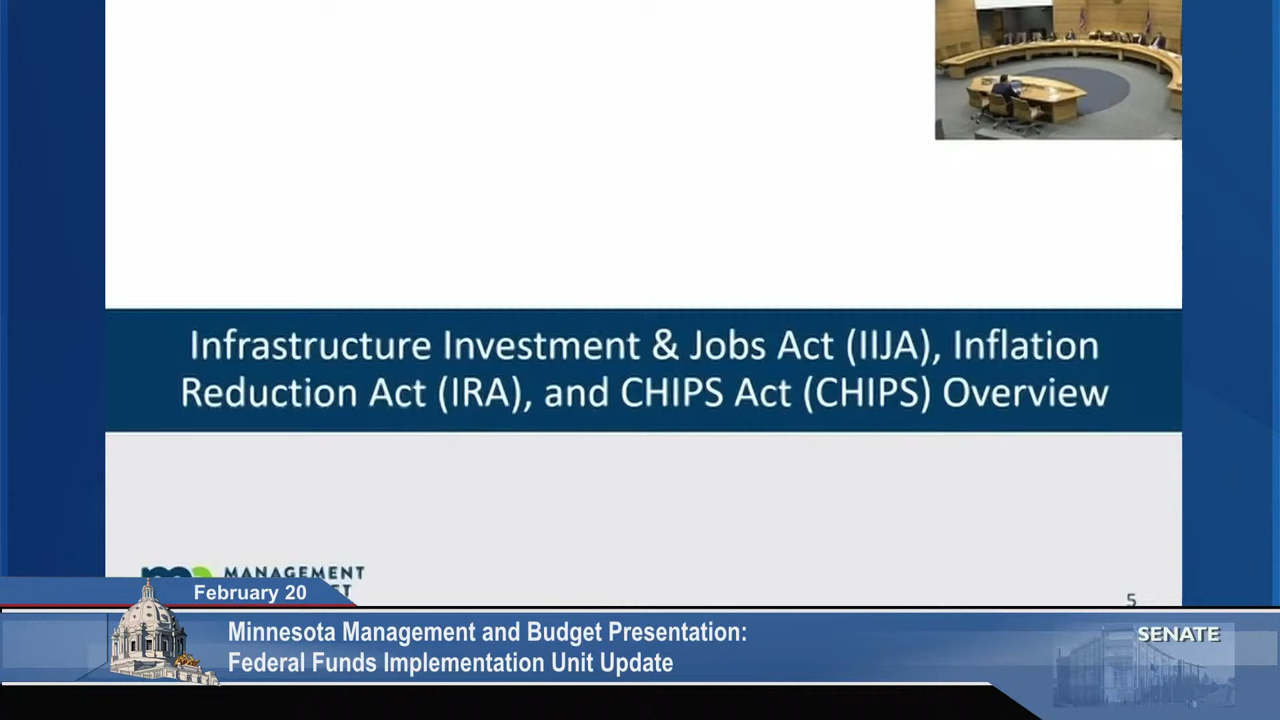 Infrastructure Investment & Jobs Act (IIJA), Inflation
Reduction Act (IRA), and CHIPS Act (CHIPS) Overview
MANAGEMENT
5
February 20
Minnesota Management and Budget Presentation:
Federal Funds Implementation Unit Update
SENATE